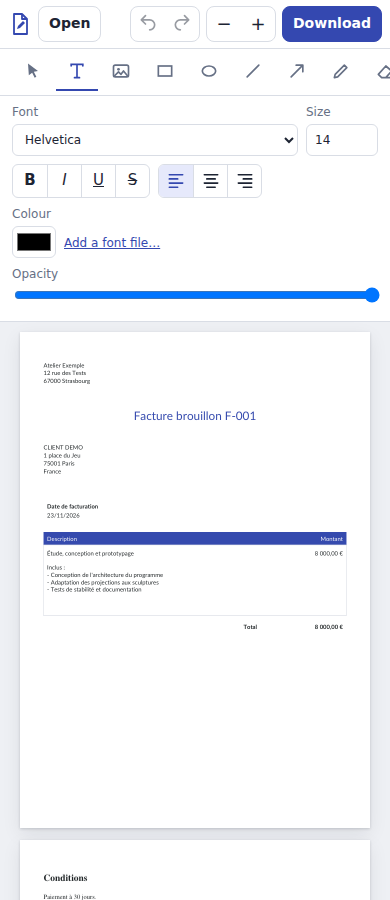 Open
Download
Font
Size
Helvetica
14
B I U S
Colour
Add a font file…
Opacity
Atelier Exemple
12 rue des Tests
67000 Strasbourg
Facture brouillon F-001
CLIENT DEMO
1 place du Jeu
75001 Paris
France
Date de facturation
23/11/2026
Description Montant
Étude, conception et prototypage 8 000,00 €
Inclus :
- Conception de l'architecture du programme
- Adaptation des projections aux sculptures
- Tests de stabilité et documentation
Total 8 000,00 €
Conditions
Paiement à 30 jours.